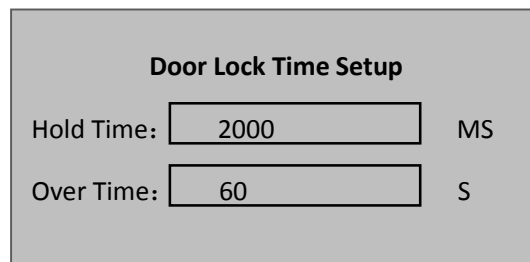 Door Lock Time Setup
Hold Time： 2000 MS
Over Time： 60 S